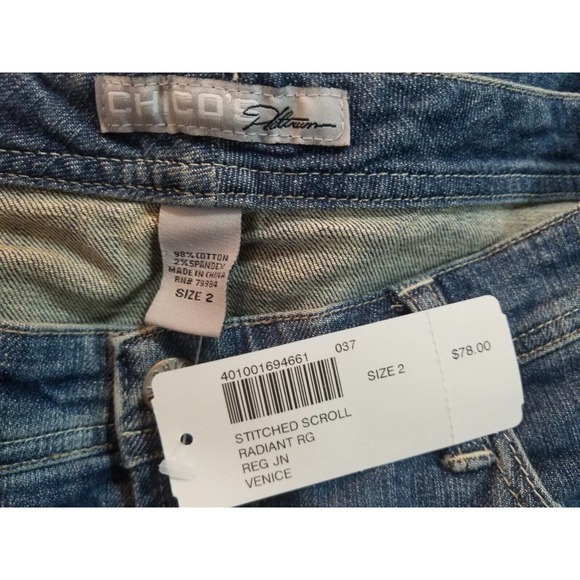 CHICO'S Platinum
98% COTTON
2% SPANDEX
MADE IN CHINA
RN# 79984
SIZE 2
401001694661 037
SIZE 2 $78.00
STITCHED SCROLL
RADIANT RG
REG JN
VENICE